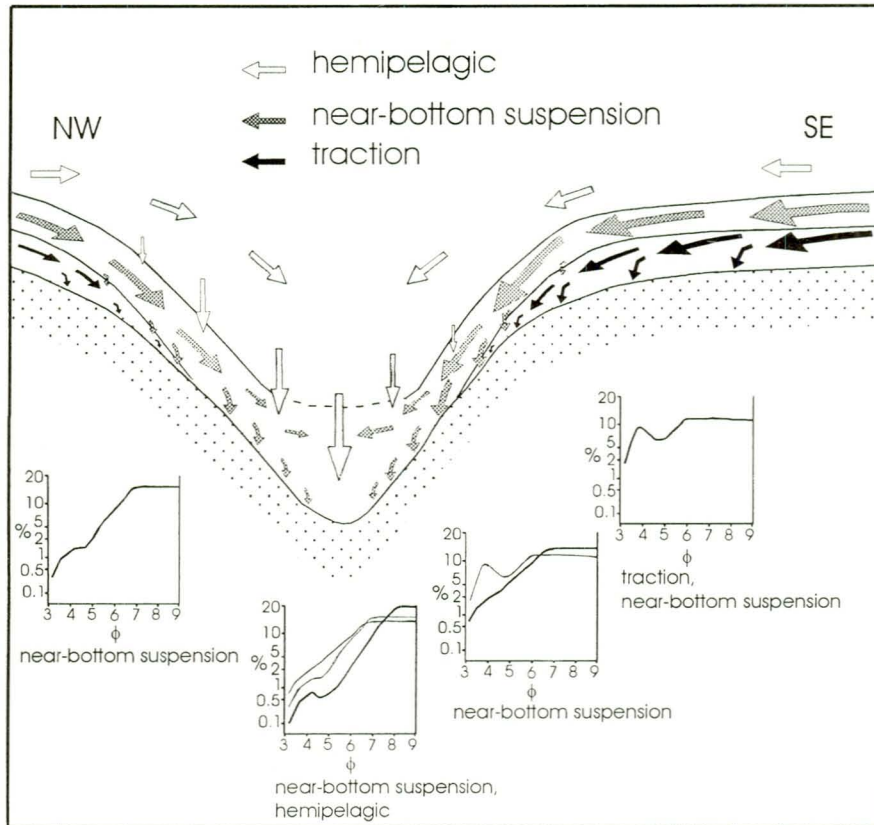 hemipelagic
near-bottom suspension
traction
NW
SE
20
10
5
%
2
1
0.5
0.1
3 4 5 6 7 8 9
ϕ
traction,
near-bottom suspension
20
10
5
%
2
1
0.5
0.1
3 4 5 6 7 8 9
ϕ
near-bottom suspension
20
10
5
%
2
1
0.5
0.1
3 4 5 6 7 8 9
ϕ
near-bottom suspension
20
10
5
%
2
1
0.5
0.1
3 4 5 6 7 8 9
ϕ
near-bottom suspension,
hemipelagic